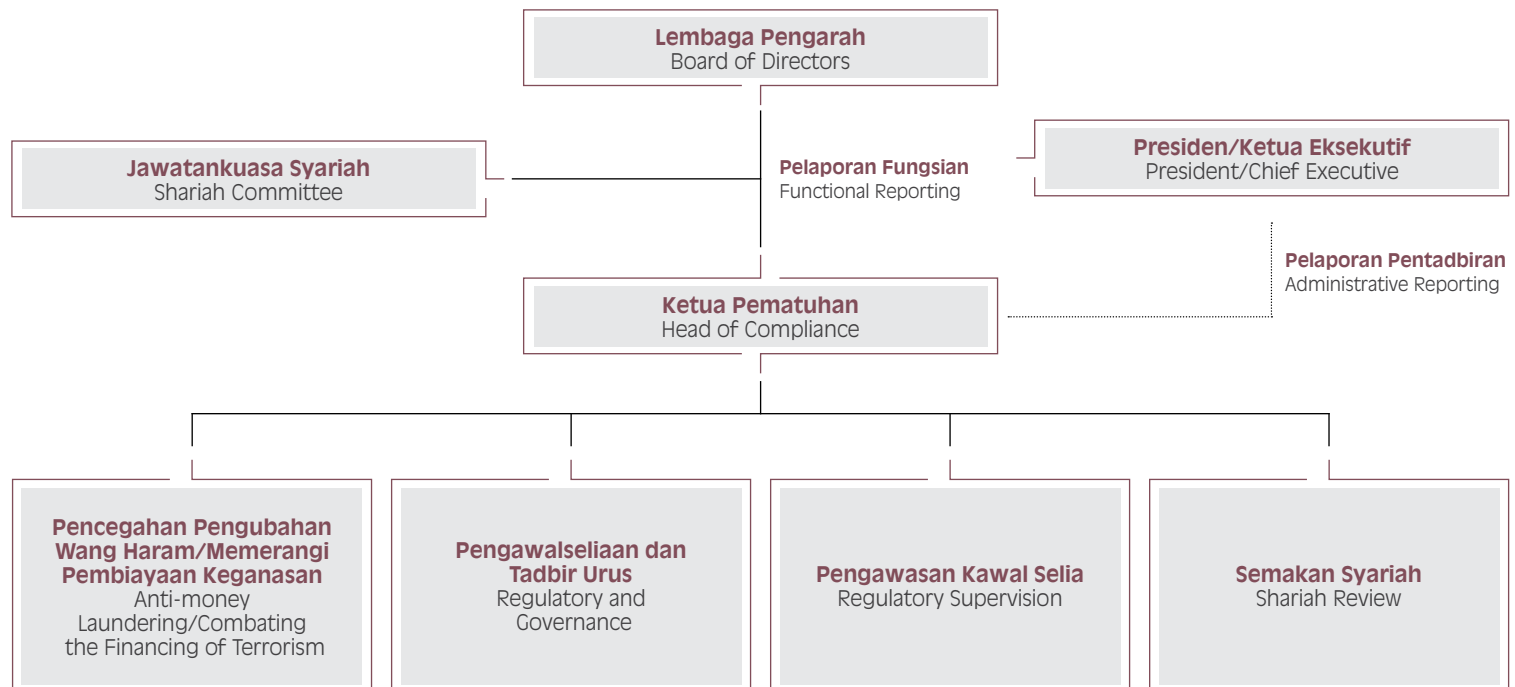 Lembaga Pengarah
Board of Directors
Jawatankuasa Syariah
Shariah Committee
Pelaporan Fungsian
Functional Reporting
Presiden/Ketua Eksekutif
President/Chief Executive
Pelaporan Pentadbiran
Administrative Reporting
Ketua Pematuhan
Head of Compliance
Pencegahan Pengubahan
Wang Haram/Memerangi
Pembiayaan Keganasan
Anti-money
Laundering/Combating
the Financing of Terrorism
Pengawalseliaan dan
Tadbir Urus
Regulatory and
Governance
Pengawasan Kawal Selia
Regulatory Supervision
Semakan Syariah
Shariah Review